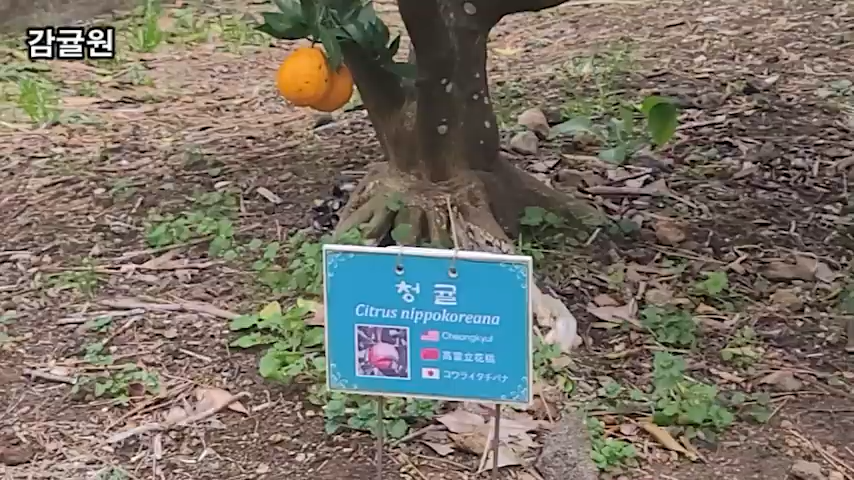 감귤원
청귤
Citrus nippokoreana
Cheongkyul
高靈立花橘
コウライタチバナ